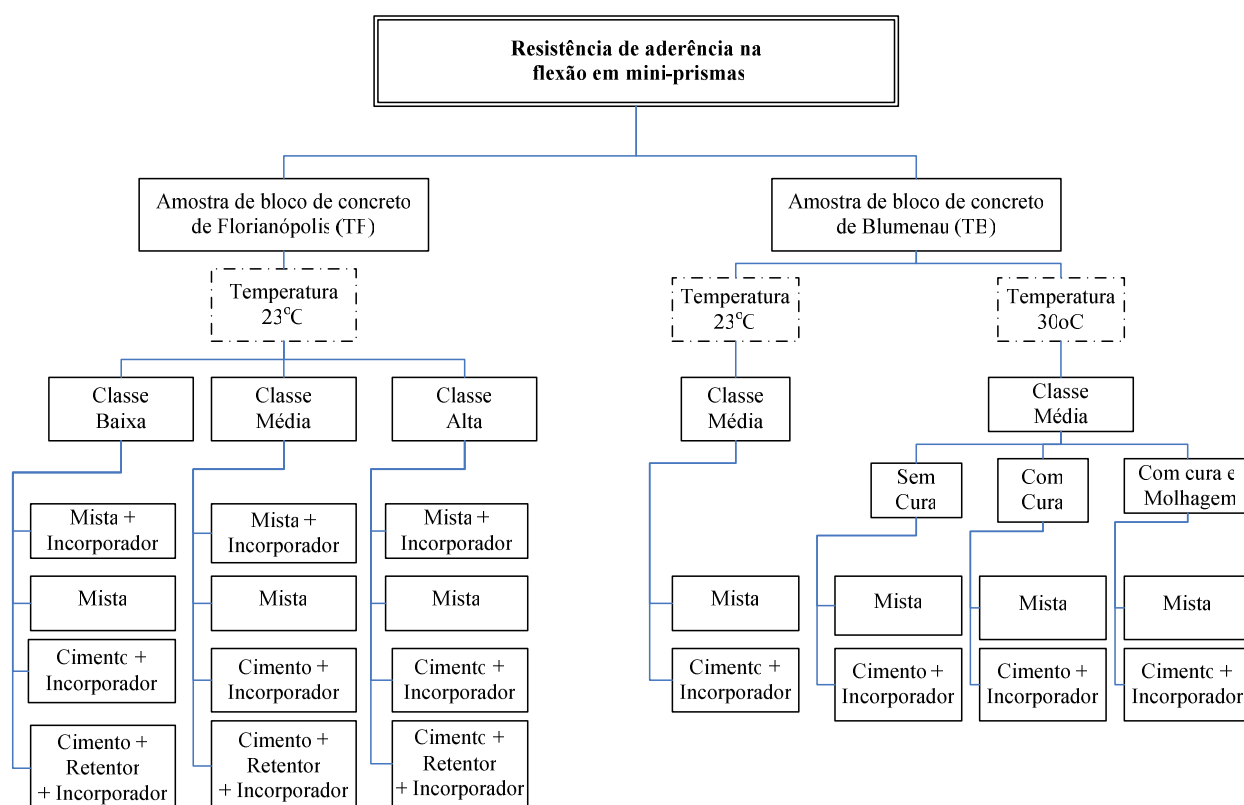 Resistência de aderência na
flexão em mini-prismas
Amostra de bloco de concreto
de Florianópolis (TF)
Amostra de bloco de concreto
de Blumenau (TB)
Temperatura
23°C
Temperatura
23°C
Temperatura
30oC
Classe
Baixa
Classe
Média
Classe
Alta
Classe
Média
Classe
Média
Sem
Cura
Com
Cura
Com cura e
Molhagem
Mista +
Incorporador
Mista +
Incorporador
Mista +
Incorporador
Mista
Mista
Mista
Mista
Mista
Mista
Mista
Cimento +
Incorporador
Cimento +
Incorporador
Cimento +
Incorporador
Cimento +
Incorporador
Cimento +
Incorporador
Cimento +
Incorporador
Cimento +
Incorporador
Cimento +
Retentor
+ Incorporador
Cimento +
Retentor
+ Incorporador
Cimento +
Retentor
+ Incorporador